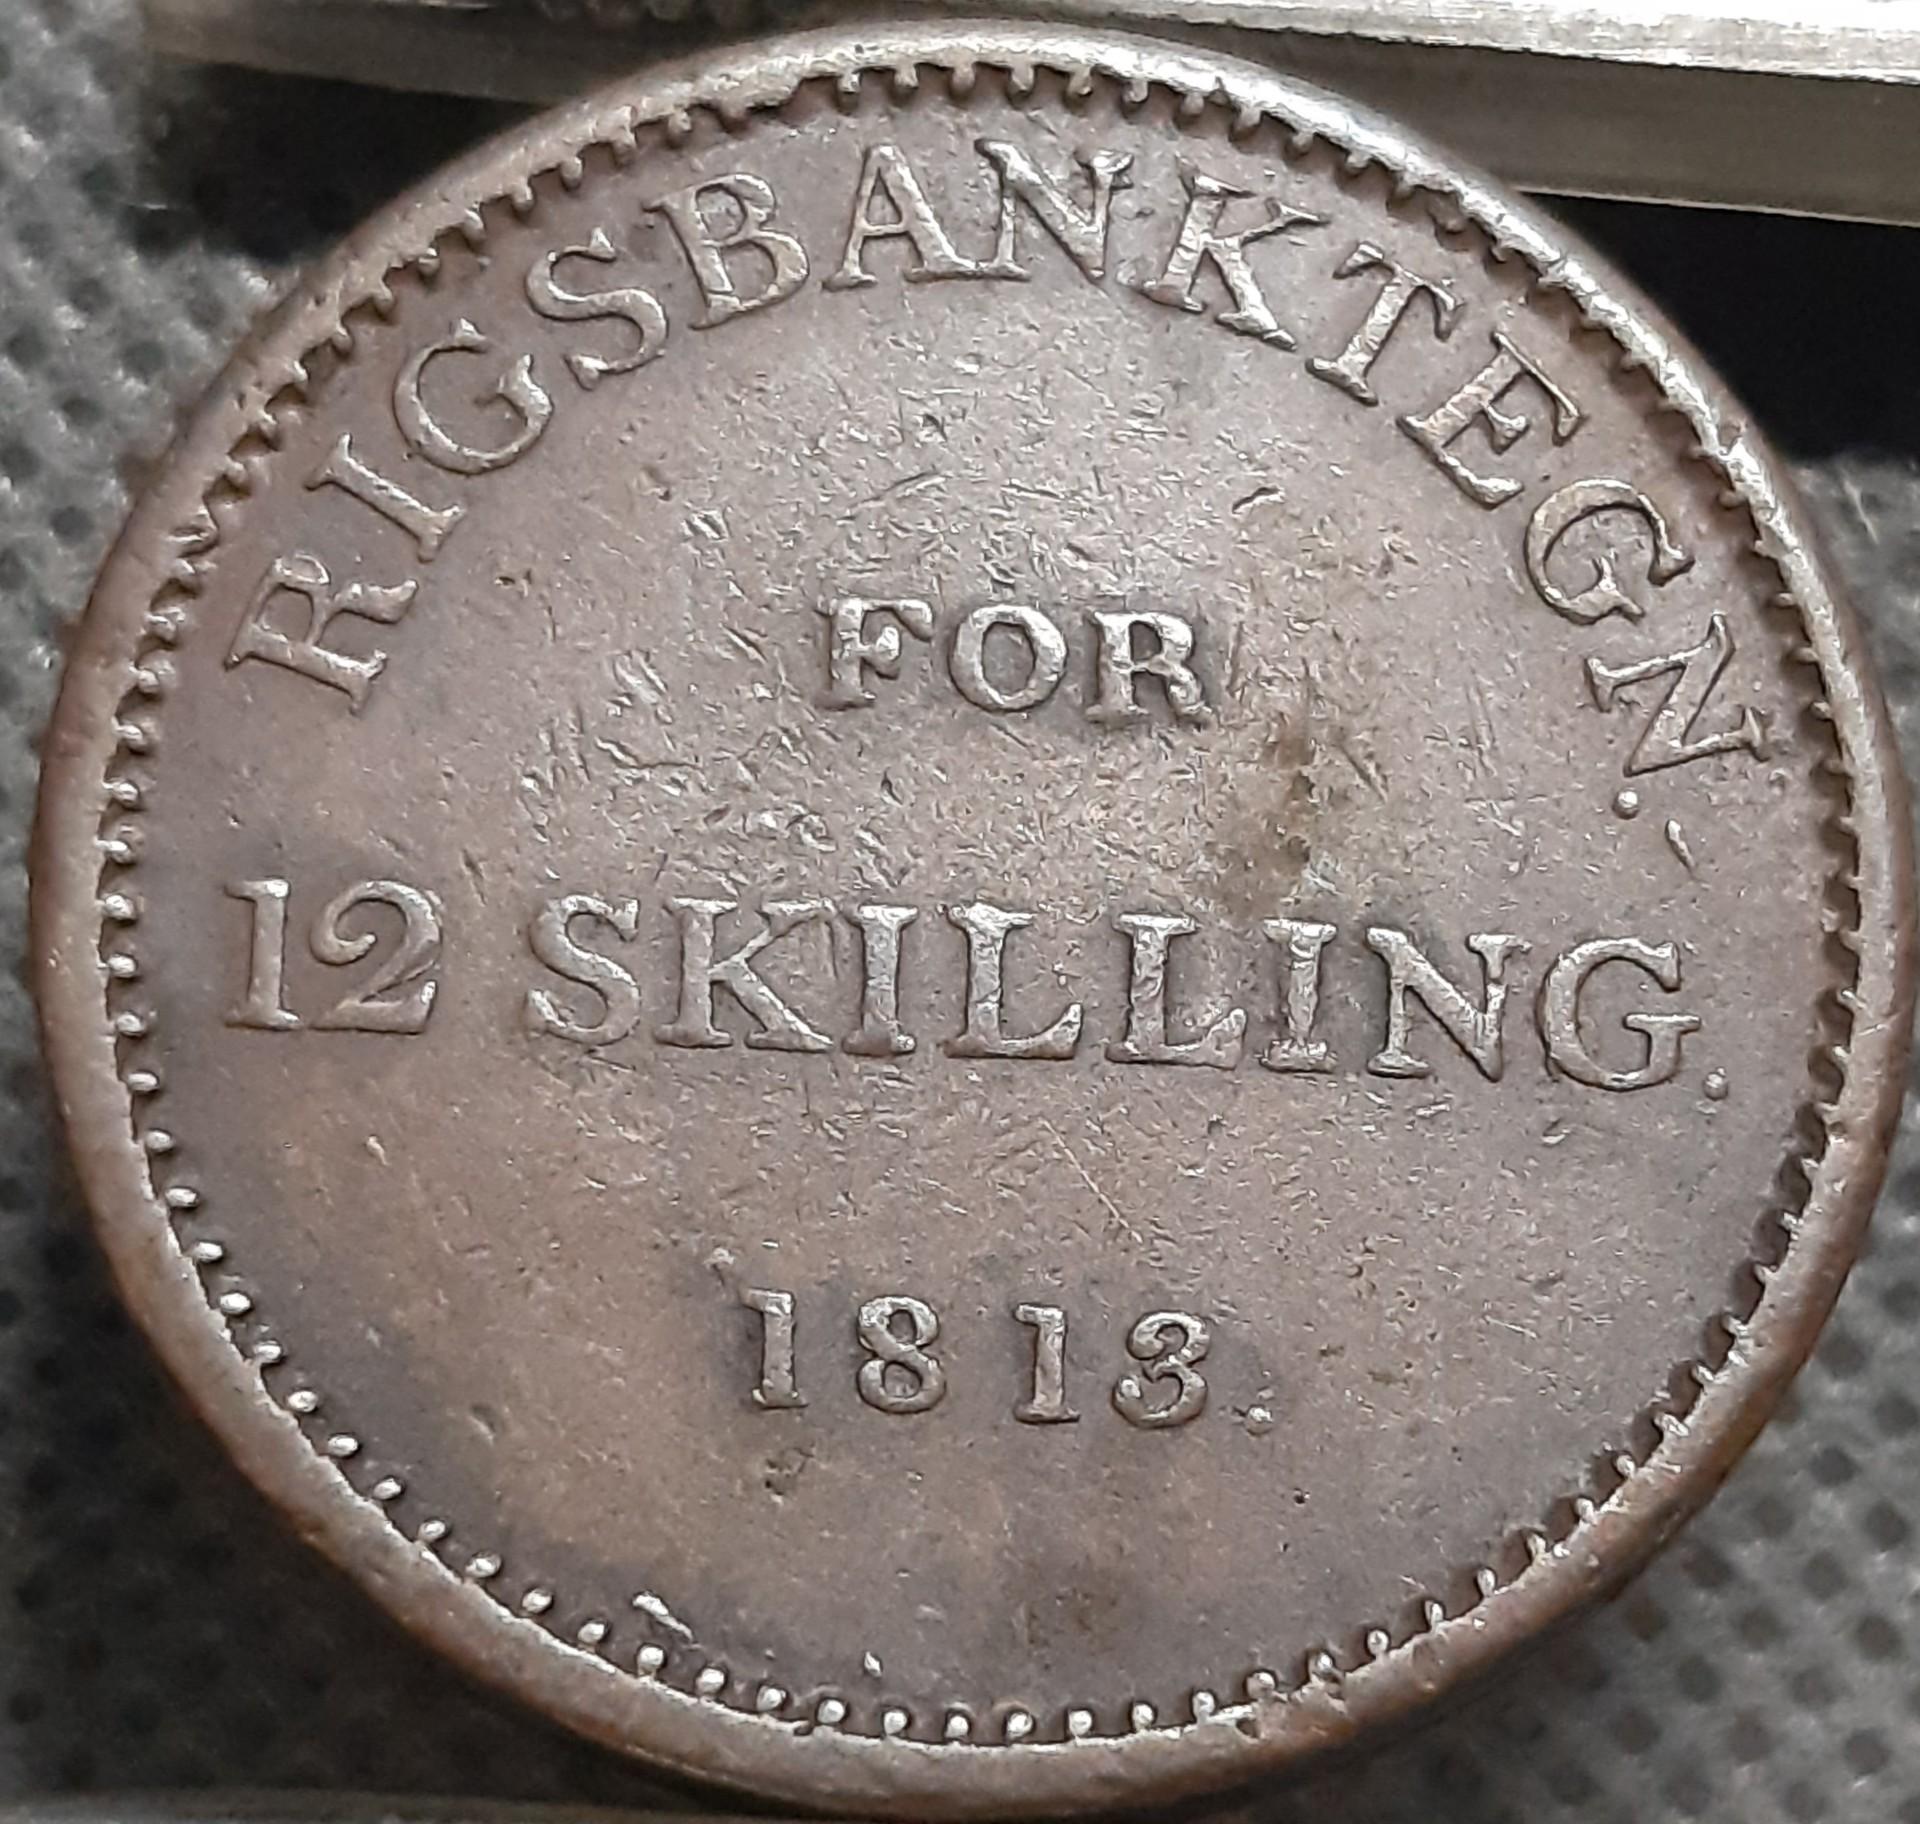 RIGSBANKTEGN.
FOR
12 SKILLING.
1813.